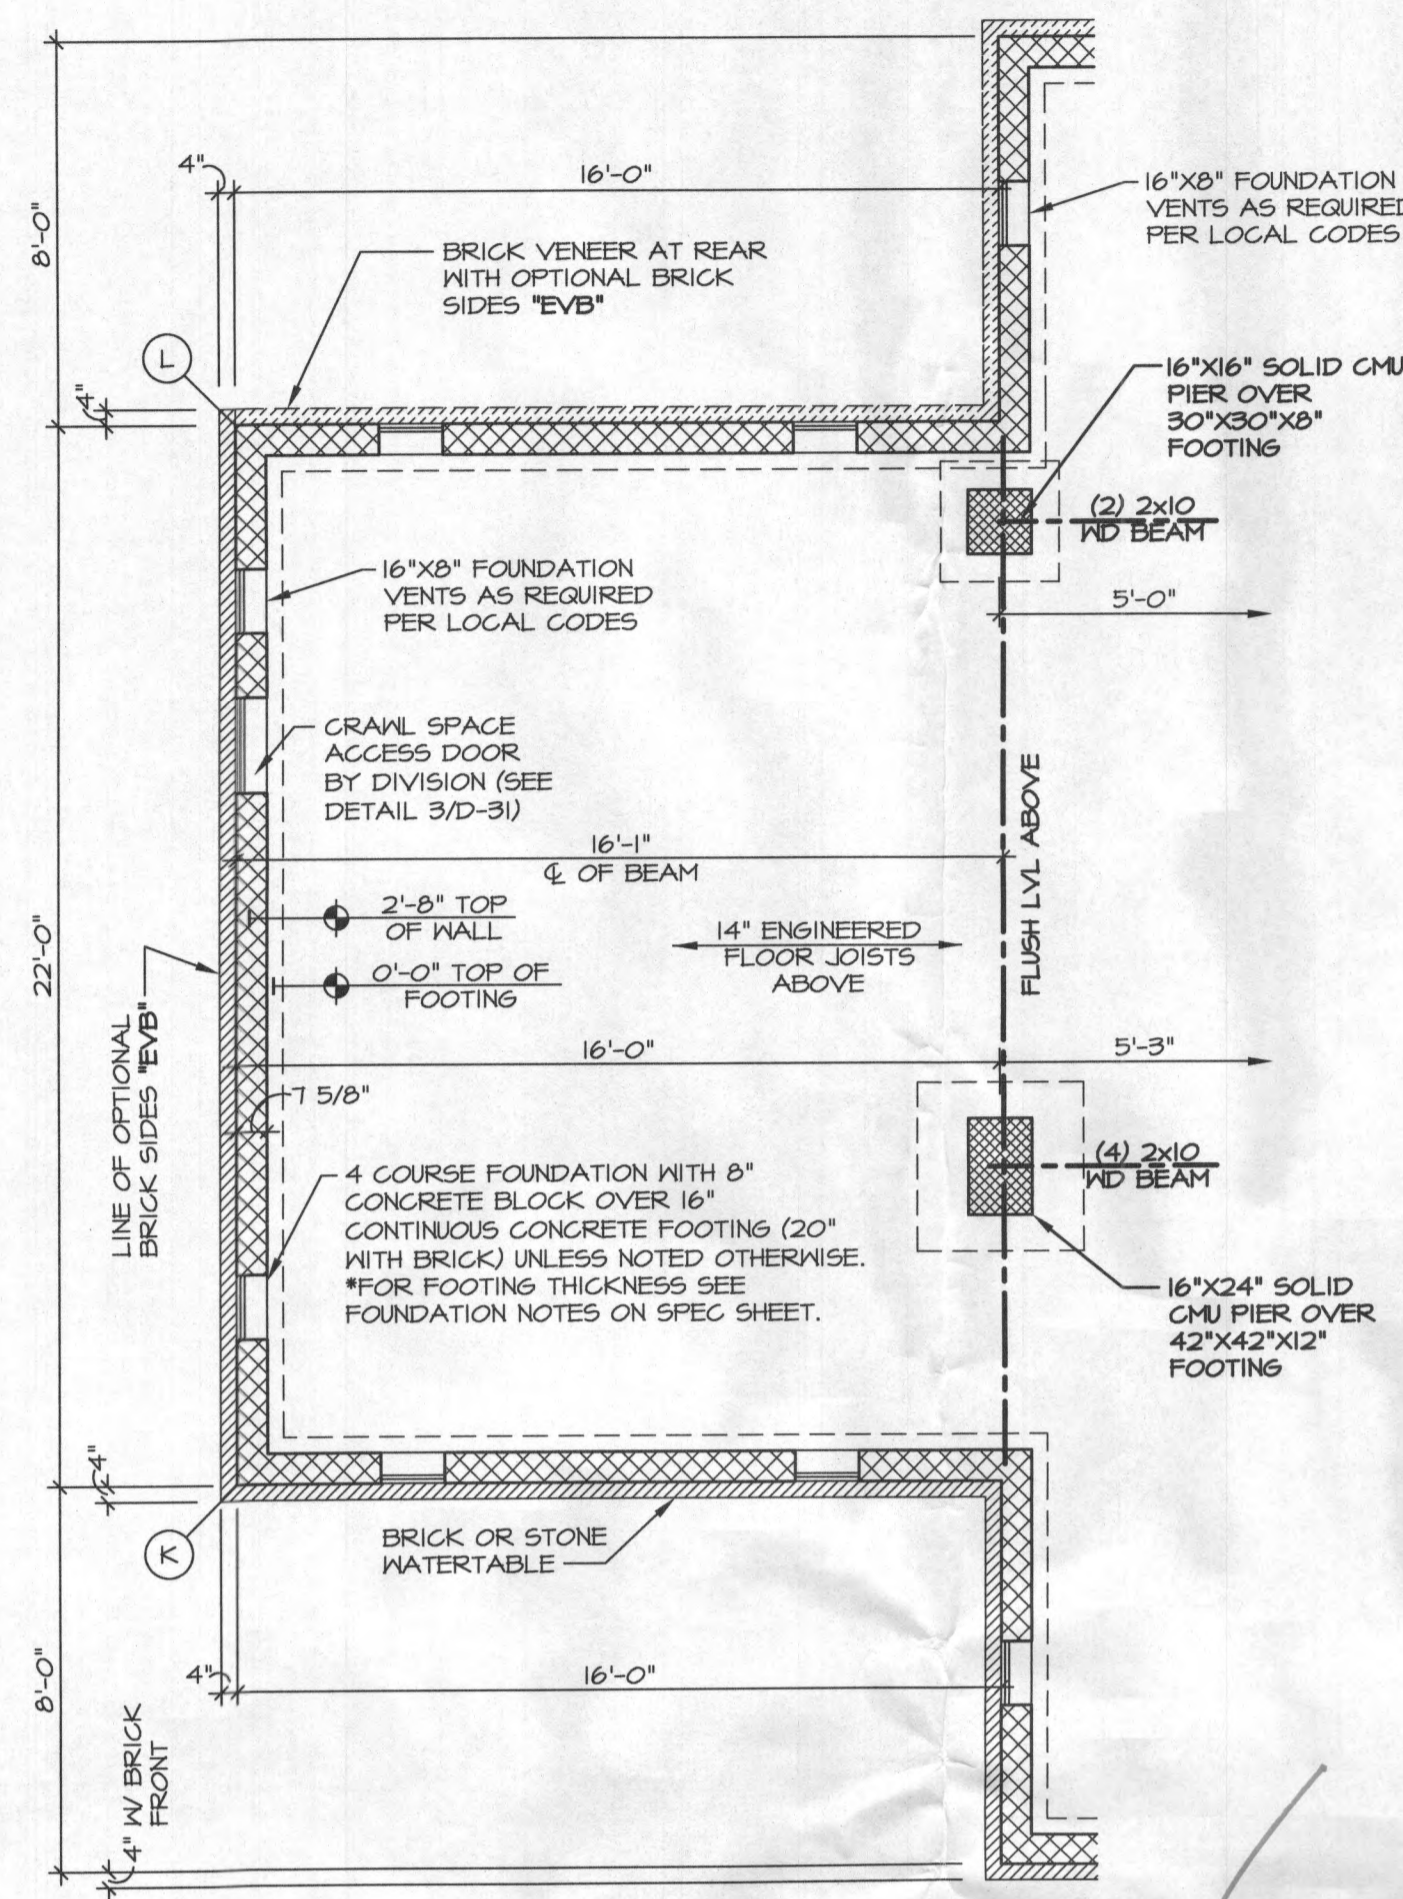 8'-0"
4"
16'-0"
16"X8" FOUNDATION
VENTS AS REQUIRED
PER LOCAL CODES
BRICK VENEER AT REAR
WITH OPTIONAL BRICK
SIDES "EVB"
L
4"
16"X16" SOLID CMU
PIER OVER
30"X30"X8"
FOOTING
(2) 2x10
WD BEAM
5'-0"
16"X8" FOUNDATION
VENTS AS REQUIRED
PER LOCAL CODES
CRAWL SPACE
ACCESS DOOR
BY DIVISION (SEE
DETAIL 3/D-31)
16'-1"
℄ OF BEAM
FLUSH LVL ABOVE
2'-8" TOP
OF WALL
0'-0" TOP OF
FOOTING
14" ENGINEERED
FLOOR JOISTS
ABOVE
22'-0"
LINE OF OPTIONAL
BRICK SIDES "EVB"
16'-0"
5'-3"
7 5/8"
4 COURSE FOUNDATION WITH 8"
CONCRETE BLOCK OVER 16"
CONTINUOUS CONCRETE FOOTING (20"
WITH BRICK) UNLESS NOTED OTHERWISE.
*FOR FOOTING THICKNESS SEE
FOUNDATION NOTES ON SPEC SHEET.
(4) 2x10
WD BEAM
16"X24" SOLID
CMU PIER OVER
42"X42"X12"
FOOTING
4"
K
BRICK OR STONE
WATERTABLE
8'-0"
4"
16'-0"
4" W/ BRICK
FRONT